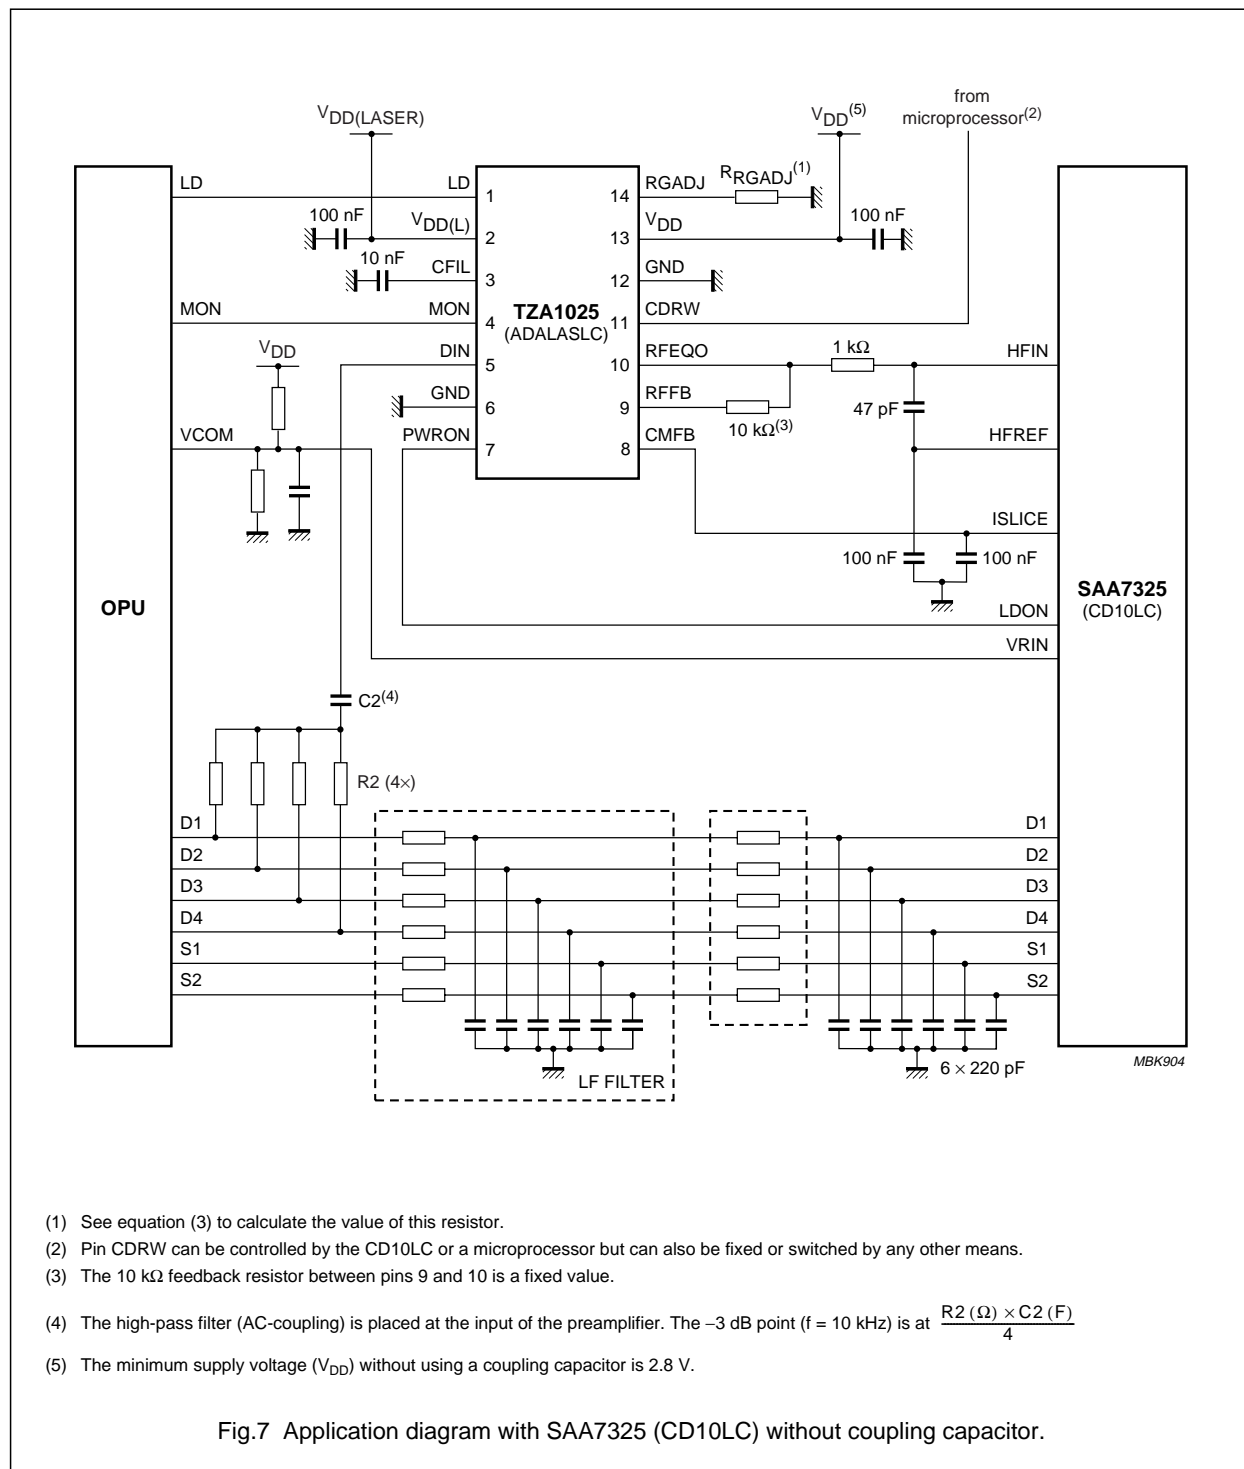 from
microprocessor(2)
VDD(LASER)
VDD(5)
LD
LD
1
14
RGADJ
RRGADJ(1)
100 nF
VDD(L)
2
13
VDD
100 nF
10 nF
CFIL
3
12
GND
TZA1025
(ADALASLC)
MON
MON
4
11
CDRW
VDD
DIN
5
10
RFEQO
1 kΩ
HFIN
GND
6
9
RFFB
10 kΩ(3)
47 pF
VCOM
PWRON
7
8
CMFB
HFREF
ISLICE
100 nF
100 nF
OPU
SAA7325
(CD10LC)
LDON
VRIN
C2(4)
R2 (4×)
D1
D1
D2
D2
D3
D3
D4
D4
S1
S1
S2
S2
LF FILTER
6 × 220 pF
MBK904
(1) See equation (3) to calculate the value of this resistor.
(2) Pin CDRW can be controlled by the CD10LC or a microprocessor but can also be fixed or switched by any other means.
(3) The 10 kΩ feedback resistor between pins 9 and 10 is a fixed value.
(4) The high-pass filter (AC-coupling) is placed at the input of the preamplifier. The −3 dB point (f = 10 kHz) is at R2 (Ω) × C2 (F) / 4
(5) The minimum supply voltage (VDD) without using a coupling capacitor is 2.8 V.
Fig.7 Application diagram with SAA7325 (CD10LC) without coupling capacitor.